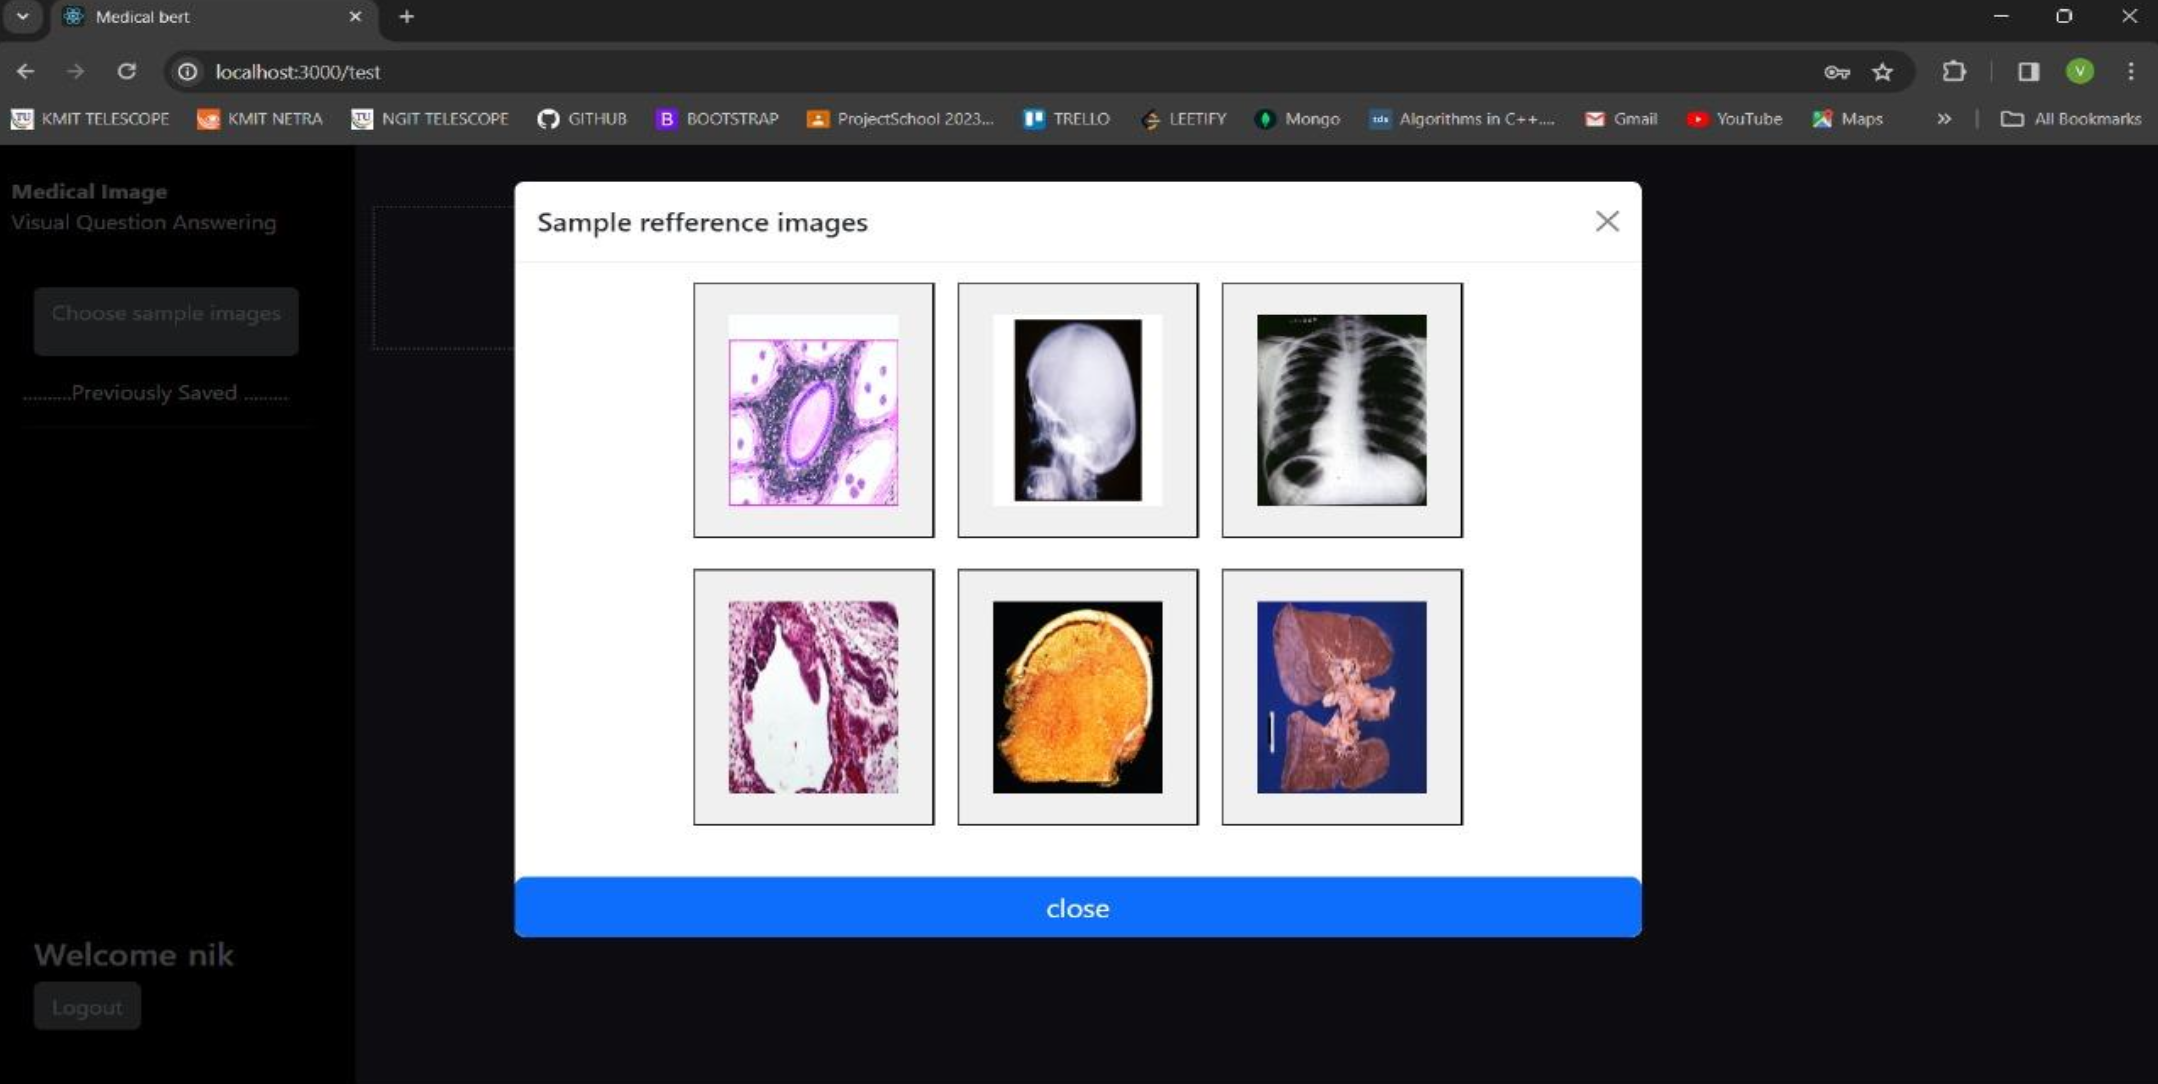 Medical bert
localhost:3000/test
V
KMIT TELESCOPE KMIT NETRA NGIT TELESCOPE GITHUB B BOOTSTRAP ProjectSchool 2023... TRELLO LEETIFY Mongo tds Algorithms in C++.... Gmail YouTube Maps » All Bookmarks
Medical Image
Visual Question Answering
Choose sample images
..........Previously Saved .........
Welcome nik
Logout
Sample refference images
close